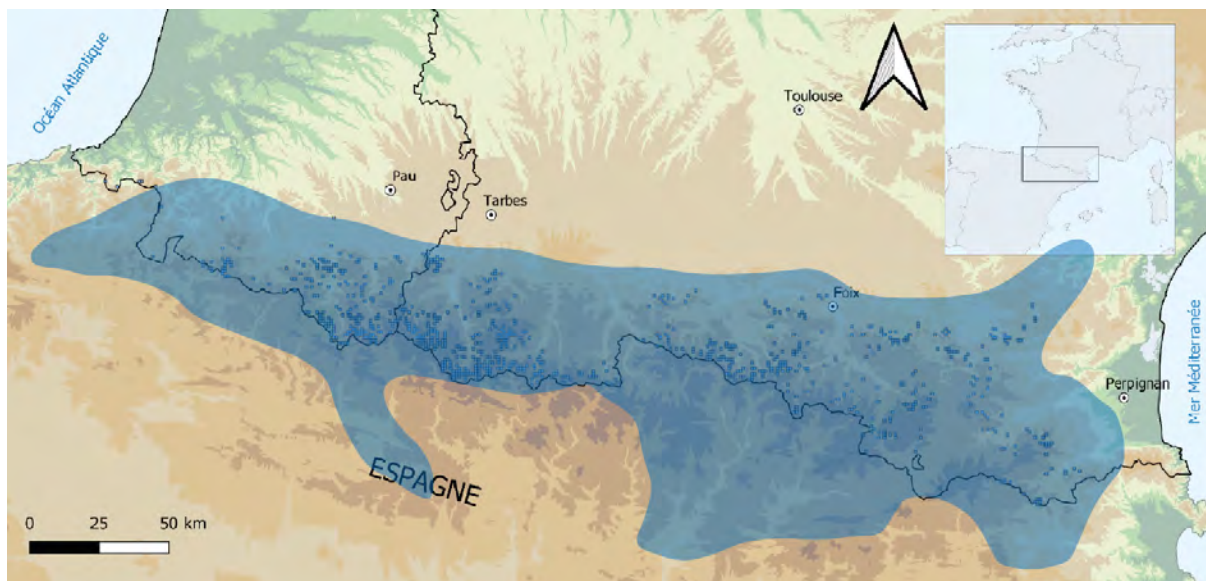 Océan Atlantique
Toulouse
Pau
Tarbes
Foix
Perpignan
Mer Méditerranée
ESPAGNE
0 25 50 km